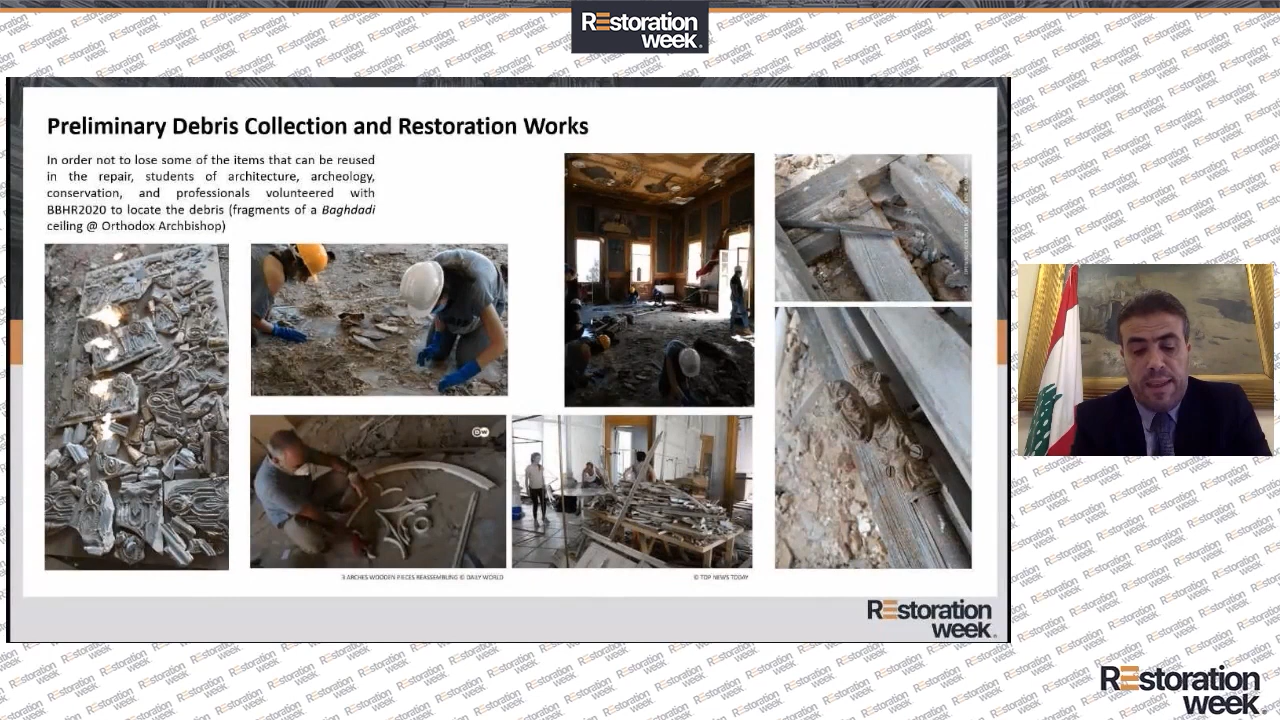 REstoration
week.
Preliminary Debris Collection and Restoration Works
In order not to lose some of the items that can be reused
in the repair, students of architecture, archeology,
conservation, and professionals volunteered with
BBHR2020 to locate the debris (fragments of a Baghdadi
ceiling @ Orthodox Archbishop)
DW
3 ARCHES WOODEN PIECES REASSEMBLING © DAILY WORLD
© TOP NEWS TODAY
REstoration
week.
REstoration
week.